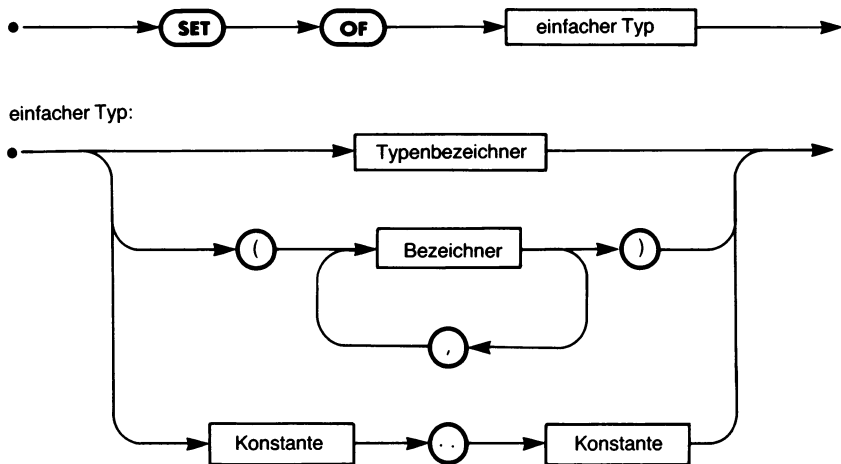 SET OF einfacher Typ
einfacher Typ:
Typenbezeichner
( Bezeichner )
,
Konstante .. Konstante